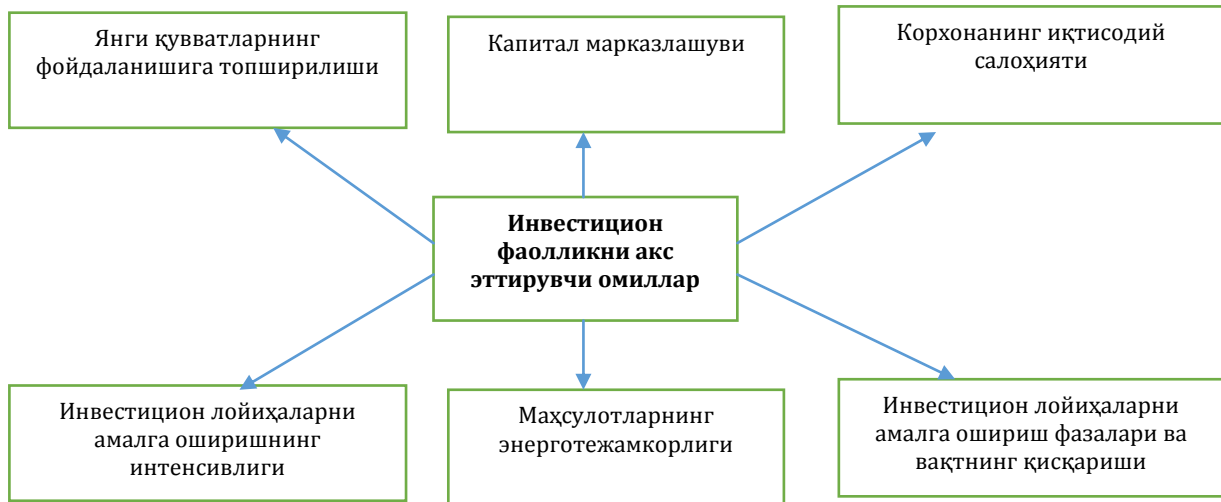 Янги қувватларнинг
фойдаланишига топширилиши
Капитал марказлашуви
Корхонанинг иқтисодий
салоҳияти
Инвестицион
фаолликни акс
эттирувчи омиллар
Инвестицион лойиҳаларни
амалга оширишнинг
интенсивлиги
Маҳсулотларнинг
энерготежамкорлиги
Инвестицион лойиҳаларни
амалга ошириш фазалари ва
вақтнинг қисқариши